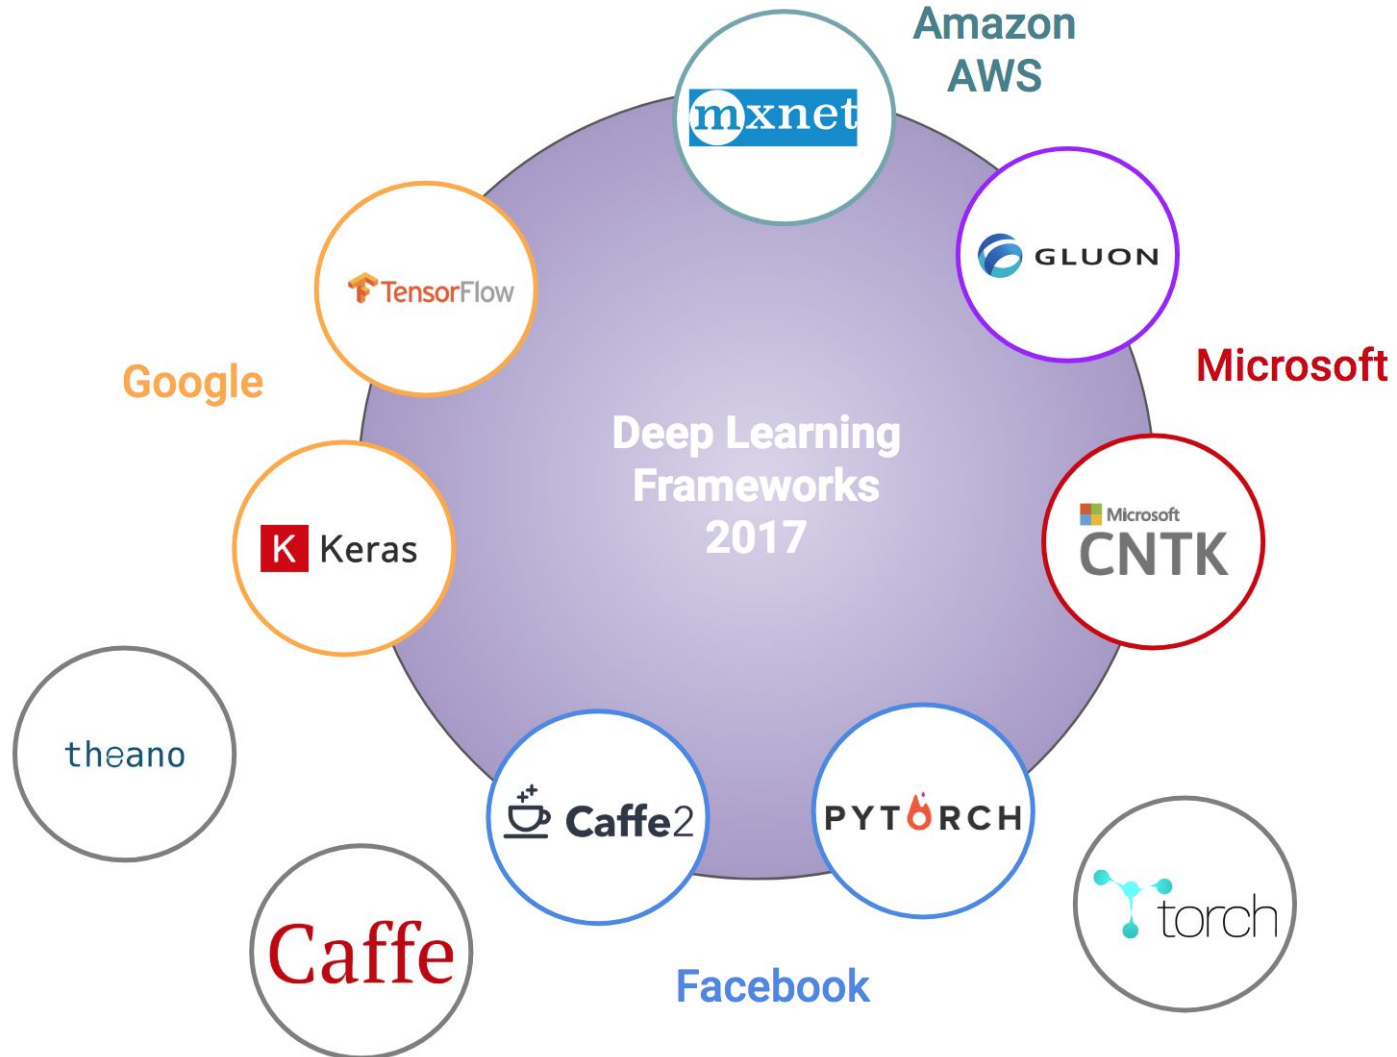 Amazon
AWS
mxnet
GLUON
TensorFlow
Google
Microsoft
Deep Learning
Frameworks
2017
K Keras
Microsoft
CNTK
theano
Caffe2
PYTORCH
Caffe
torch
Facebook